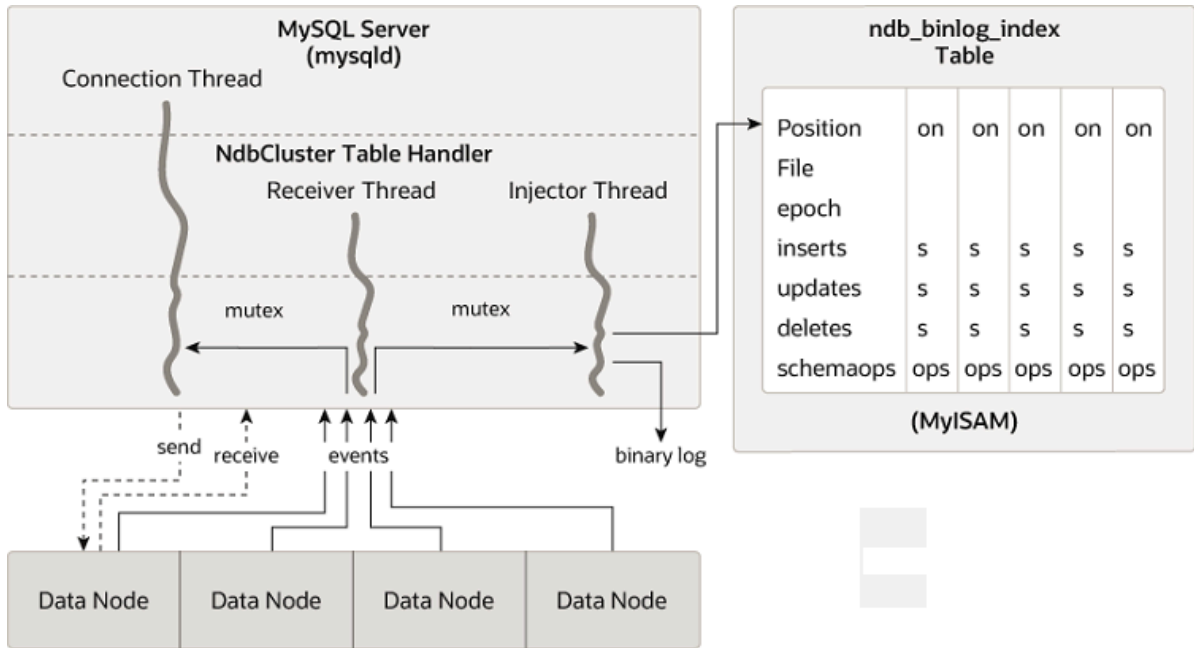 MySQL Server
(mysqld)
Connection Thread
NdbCluster Table Handler
Receiver Thread
Injector Thread
mutex
mutex
send
receive
events
binary log
Data Node
Data Node
Data Node
Data Node
ndb_binlog_index
Table
Position on on on on on
File
epoch
inserts s s s s s
updates s s s s s
deletes s s s s s
schemaops ops ops ops ops ops
(MyISAM)